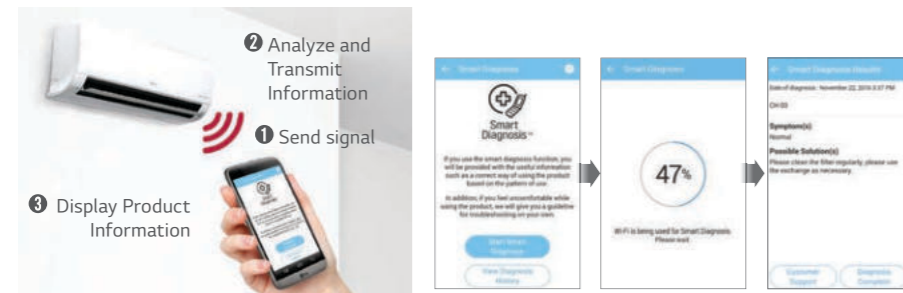 ❷ Analyze and
Transmit
Information
❶ Send signal
❸ Display Product
Information
Smart
Diagnosis™
Smart Diagnosis
Smart
Diagnosis™
If you use the smart diagnosis function, you
will be provided with the useful information
such as a correct way of using the product
based on the pattern of use.
In addition, if you feel uncomfortable while
using the product, we will give you a guideline
for troubleshooting on your own.
Start Smart
Diagnosis
View Diagnosis
History
Smart Diagnosis
47%
Wi-Fi is being used for Smart Diagnosis.
Please wait.
Smart Diagnosis Results
Date of diagnosis: November 22, 2016 3:37 PM
CH 03
Symptom(s)
Normal
Possible Solution(s)
Please clean the filter regularly, please use
the exchange as necessary.
Customer
Support
Diagnosis
Complete